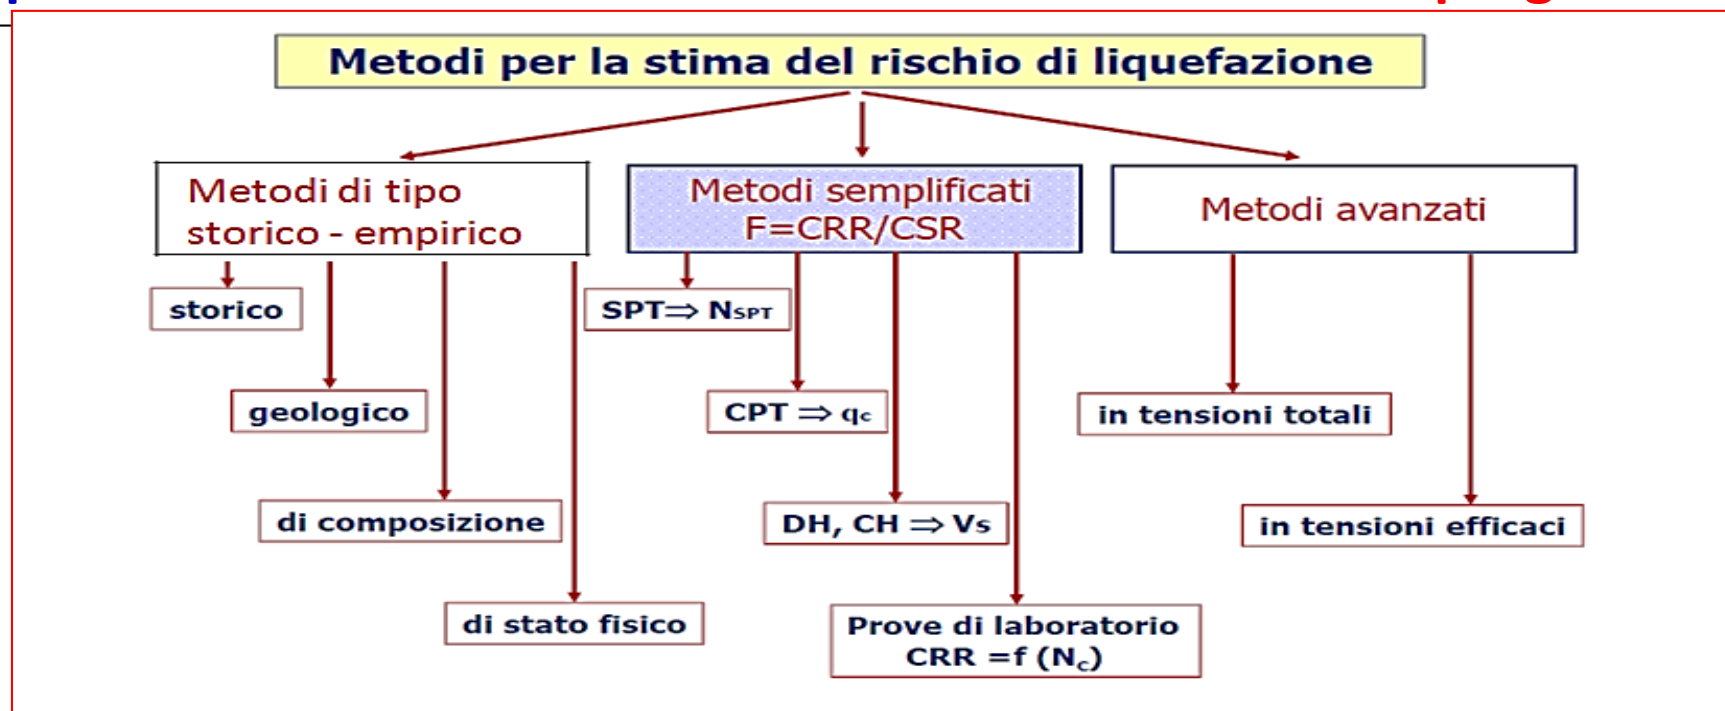 Metodi per la stima del rischio di liquefazione
Metodi di tipo
storico - empirico
Metodi semplificati
F=CRR/CSR
Metodi avanzati
storico
SPT⇒ NSPT
geologico
CPT ⇒ qc
in tensioni totali
di composizione
DH, CH ⇒ Vs
in tensioni efficaci
di stato fisico
Prove di laboratorio
CRR =f (Nc)